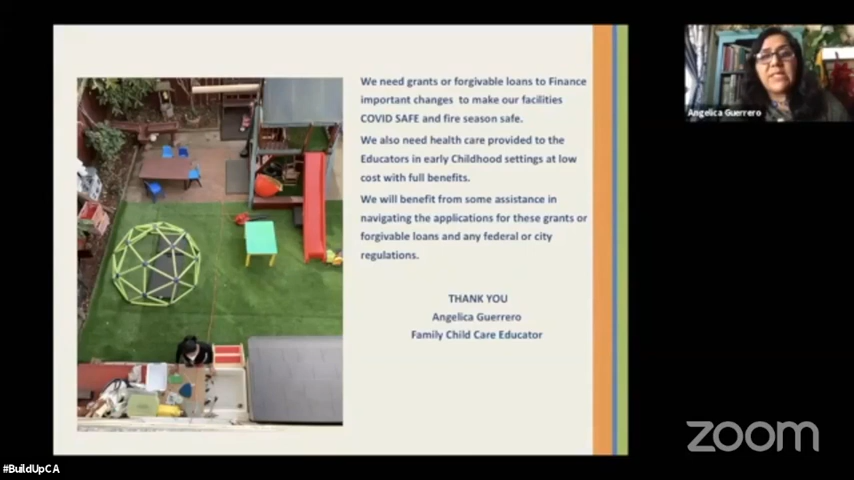 We need grants or forgivable loans to Finance
important changes to make our facilities
COVID SAFE and fire season safe.
We also need health care provided to the
Educators in early Childhood settings at low
cost with full benefits.
We will benefit from some assistance in
navigating the applications for these grants or
forgivable loans and any federal or city
regulations.
THANK YOU
Angelica Guerrero
Family Child Care Educator
Angelica Guerrero
zoom
#BuildUpCA